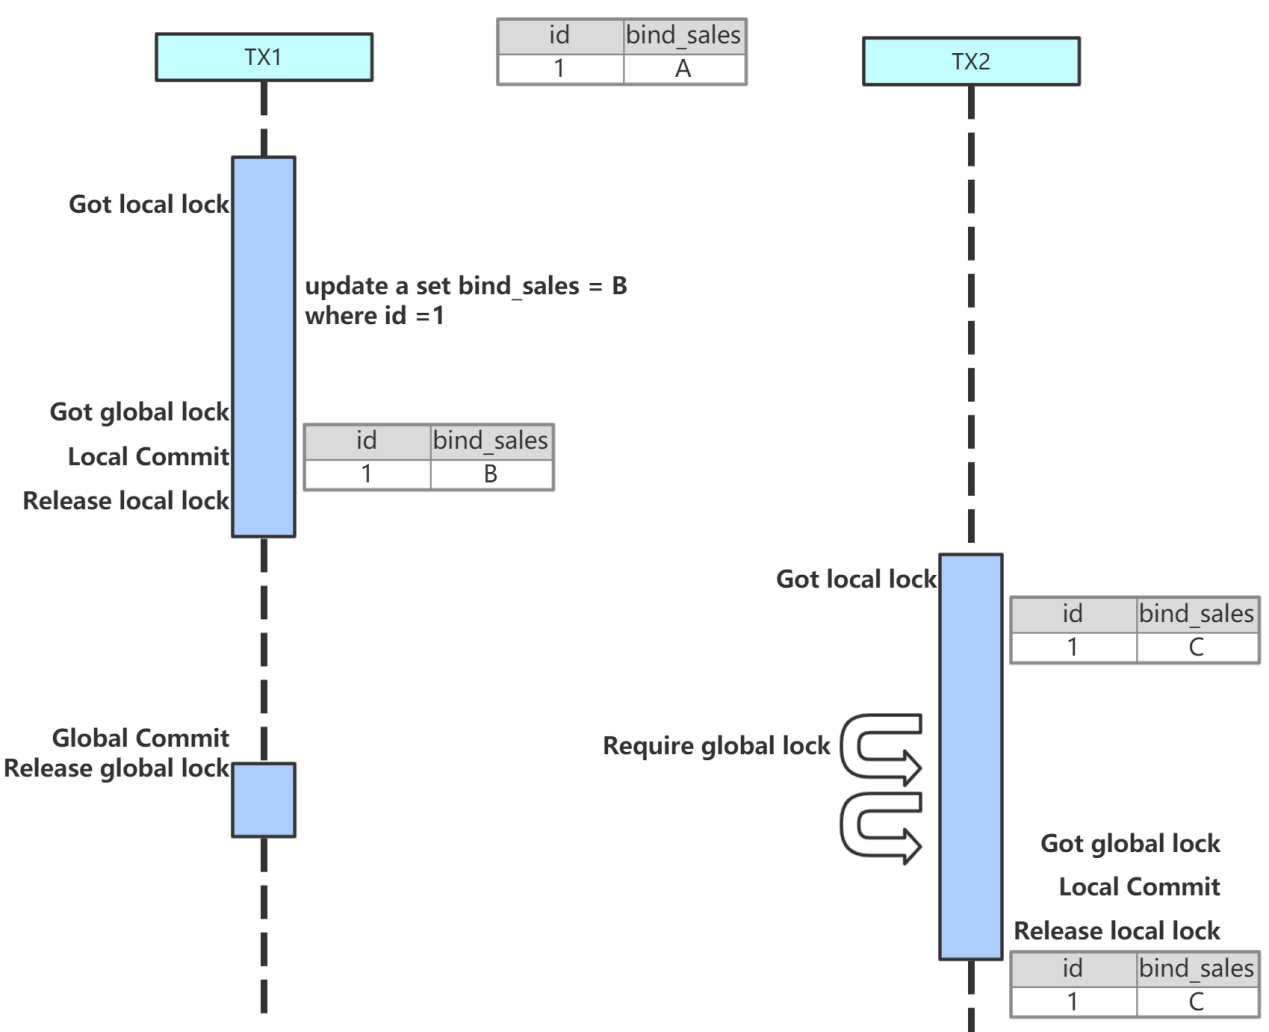 TX1
id bind_sales
1 A
TX2
Got local lock
update a set bind_sales = B
where id =1
Got global lock
Local Commit
Release local lock
id bind_sales
1 B
Got local lock
id bind_sales
1 C
Require global lock
Global Commit
Release global lock
Got global lock
Local Commit
Release local lock
id bind_sales
1 C